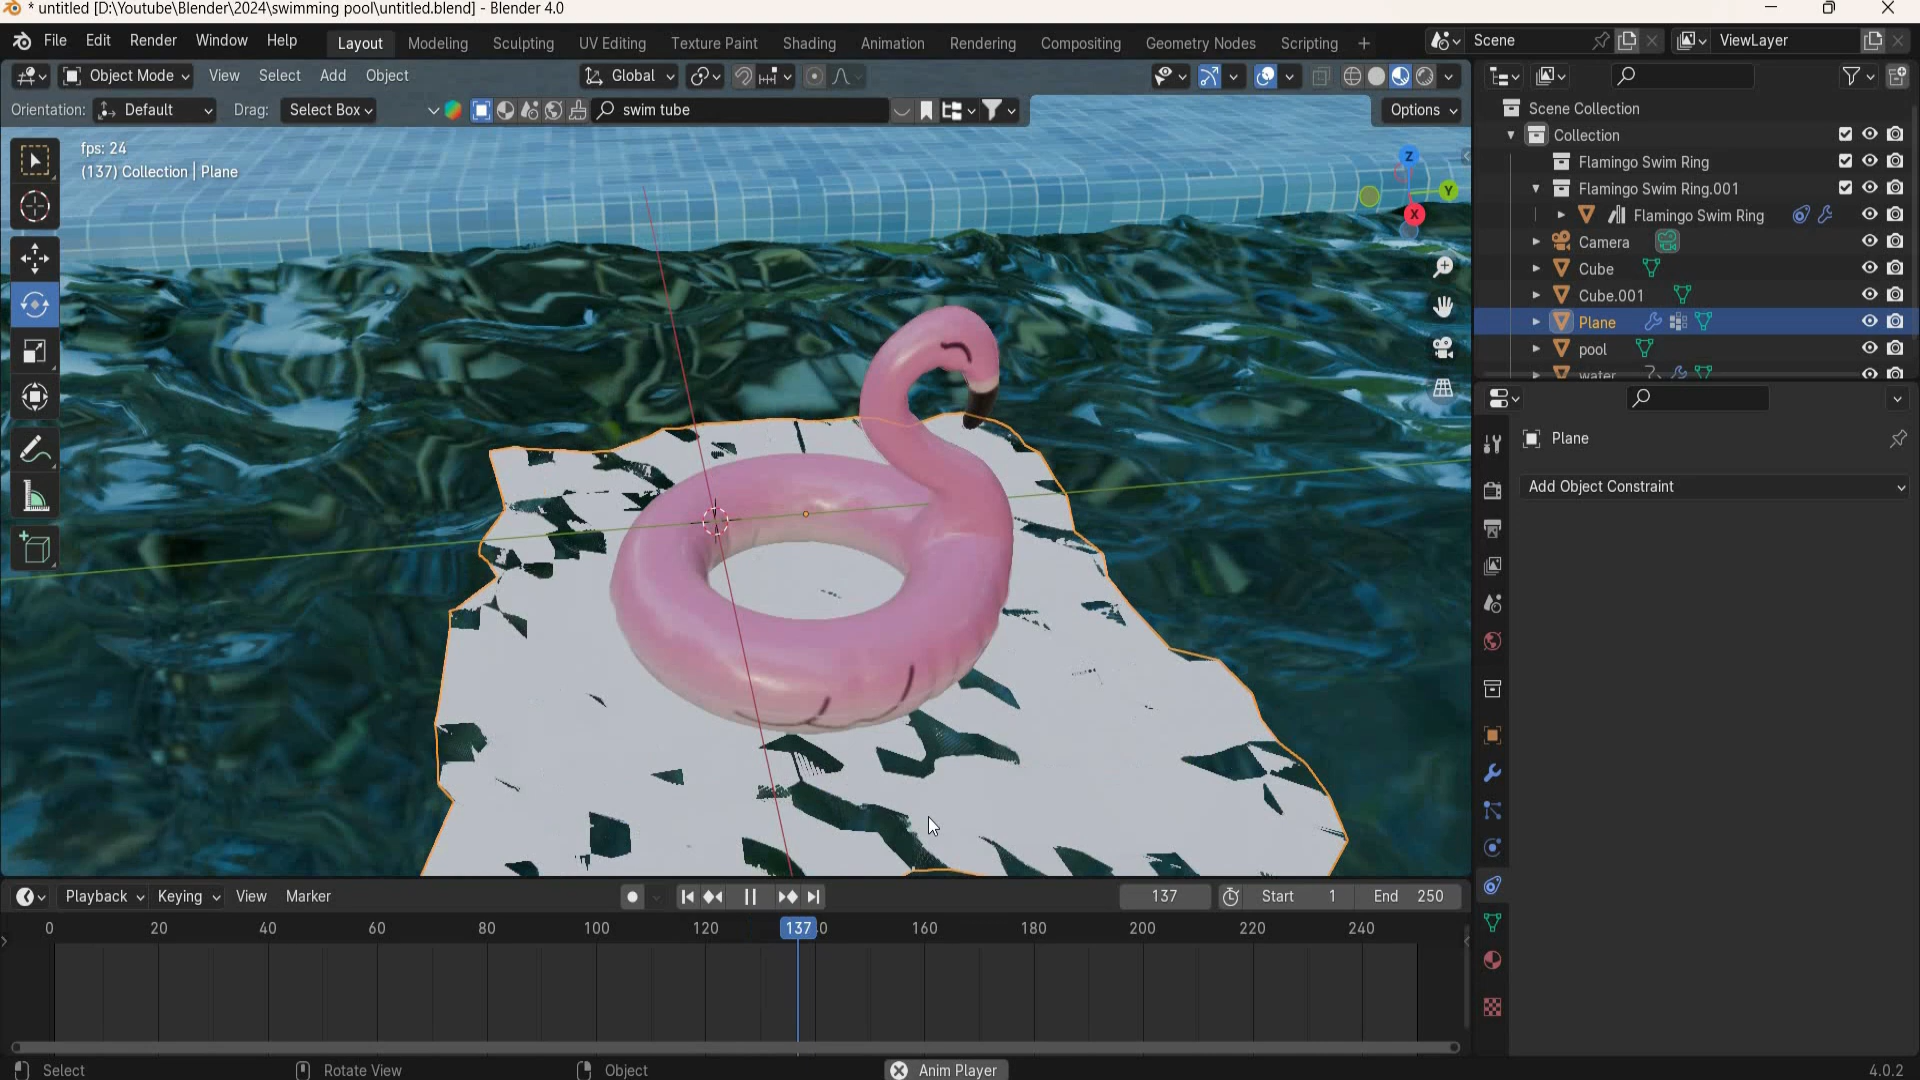 * untitled [D:\Youtube\Blender\2024\swimming pool\untitled.blend] - Blender 4.0
File Edit Render Window Help Layout Modeling Sculpting UV Editing Texture Paint Shading Animation Rendering Compositing Geometry Nodes Scripting + Scene ViewLayer
Object Mode View Select Add Object Global
Orientation: Default Drag: Select Box swim tube Options
Scene Collection
Collection
Flamingo Swim Ring
Flamingo Swim Ring.001
Flamingo Swim Ring
Camera
Cube
Cube.001
Plane
pool
water
fps: 24
(137) Collection | Plane
Z
Y
X
Plane
Add Object Constraint
Playback Keying View Marker 137 Start 1 End 250
0 20 40 60 80 100 120 137 160 180 200 220 240
Select Rotate View Object Anim Player 4.0.2